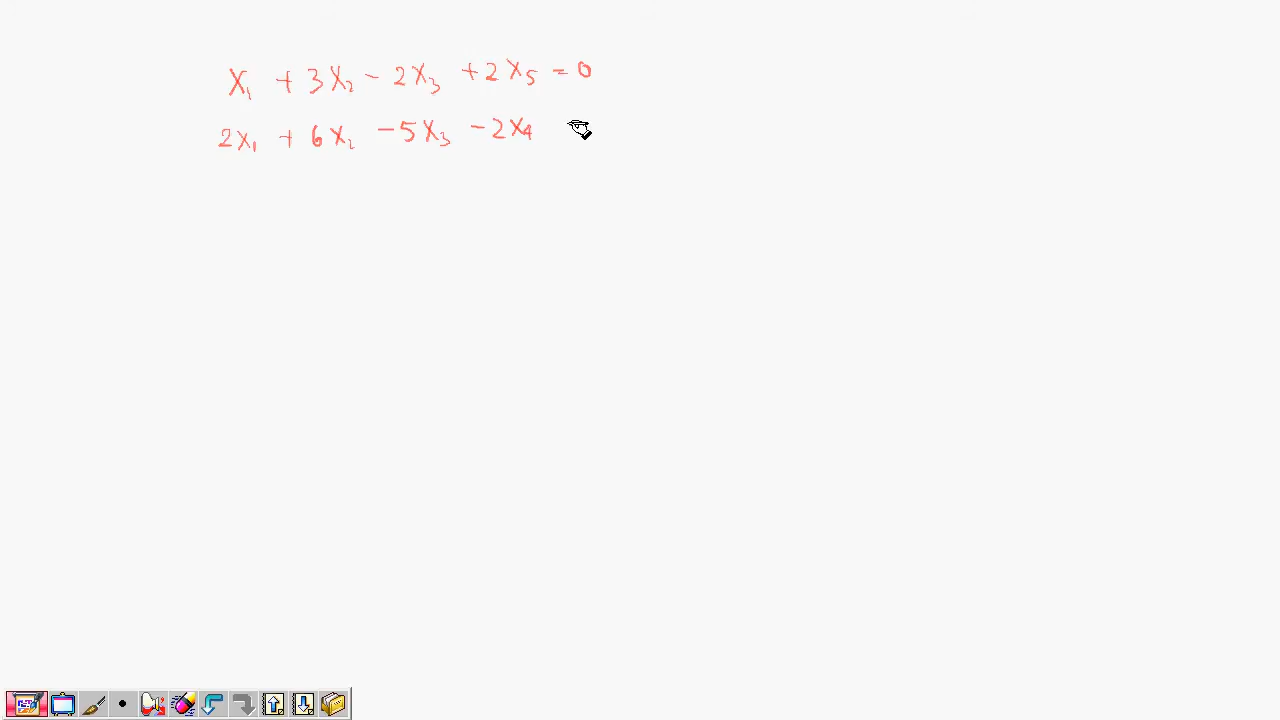 x₁ + 3x₂ - 2x₃ + 2x₅ = 0
2x₁ + 6x₂ - 5x₃ - 2x₄